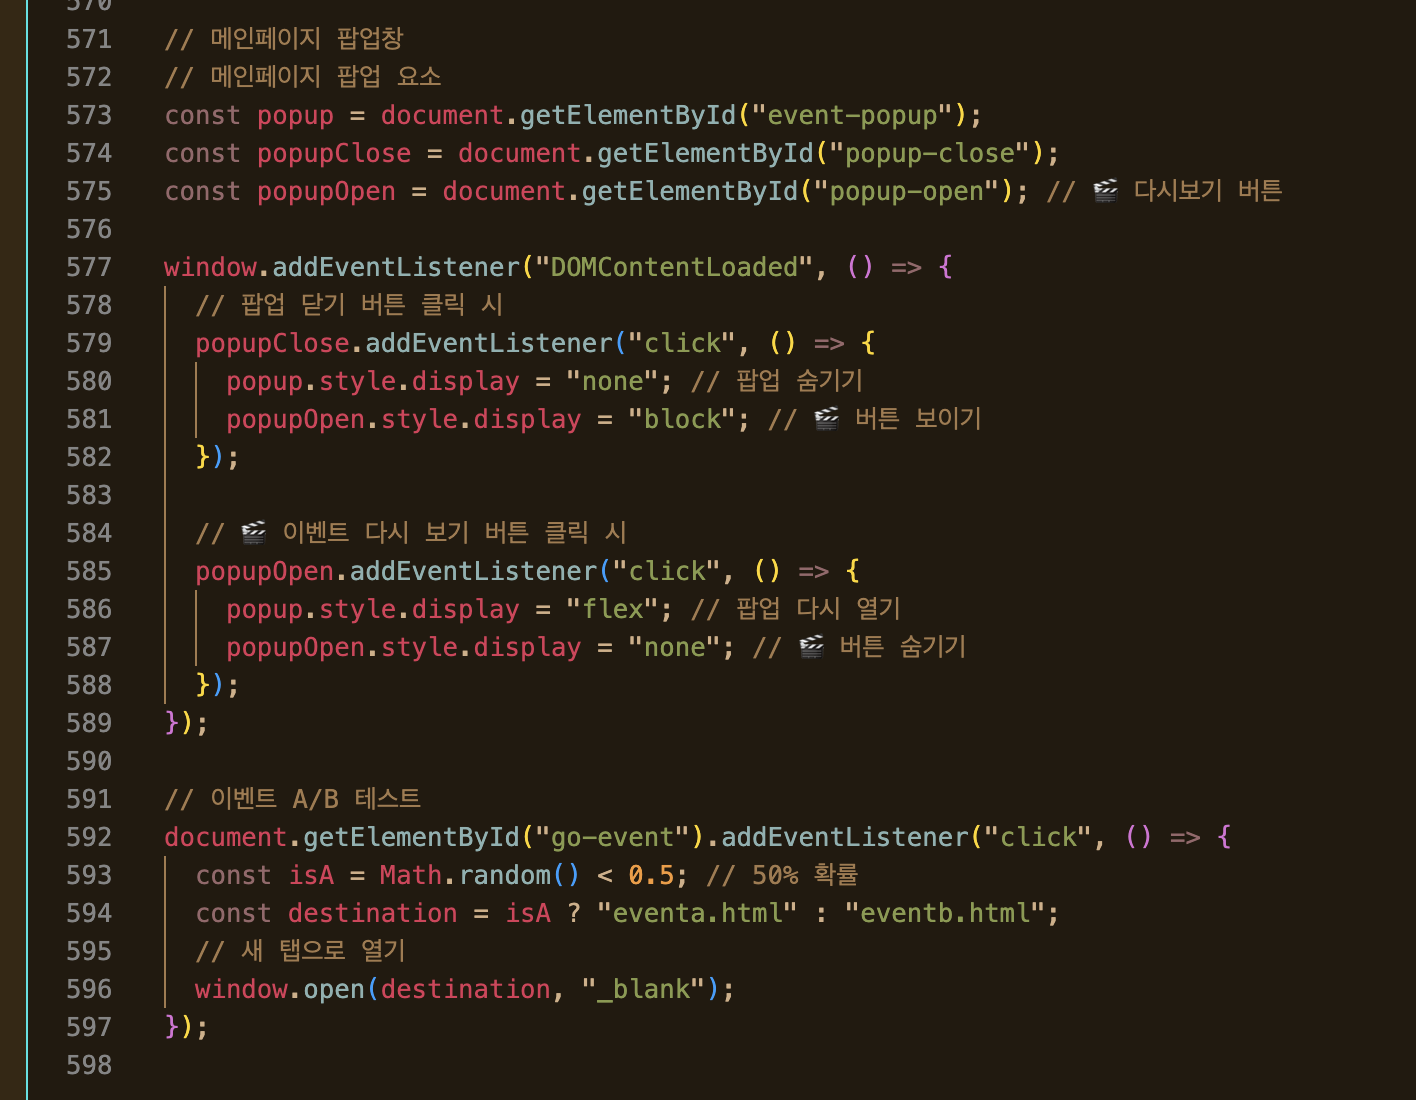 570
571 // 메인페이지 팝업창
572 // 메인페이지 팝업 요소
573 const popup = document.getElementById("event-popup");
574 const popupClose = document.getElementById("popup-close");
575 const popupOpen = document.getElementById("popup-open"); // 🎬 다시보기 버튼
576
577 window.addEventListener("DOMContentLoaded", () => {
578   // 팝업 닫기 버튼 클릭 시
579   popupClose.addEventListener("click", () => {
580     popup.style.display = "none"; // 팝업 숨기기
581     popupOpen.style.display = "block"; // 🎬 버튼 보이기
582   });
583
584   // 🎬 이벤트 다시 보기 버튼 클릭 시
585   popupOpen.addEventListener("click", () => {
586     popup.style.display = "flex"; // 팝업 다시 열기
587     popupOpen.style.display = "none"; // 🎬 버튼 숨기기
588   });
589 });
590
591 // 이벤트 A/B 테스트
592 document.getElementById("go-event").addEventListener("click", () => {
593   const isA = Math.random() < 0.5; // 50% 확률
594   const destination = isA ? "eventa.html" : "eventb.html";
595   // 새 탭으로 열기
596   window.open(destination, "_blank");
597 });
598